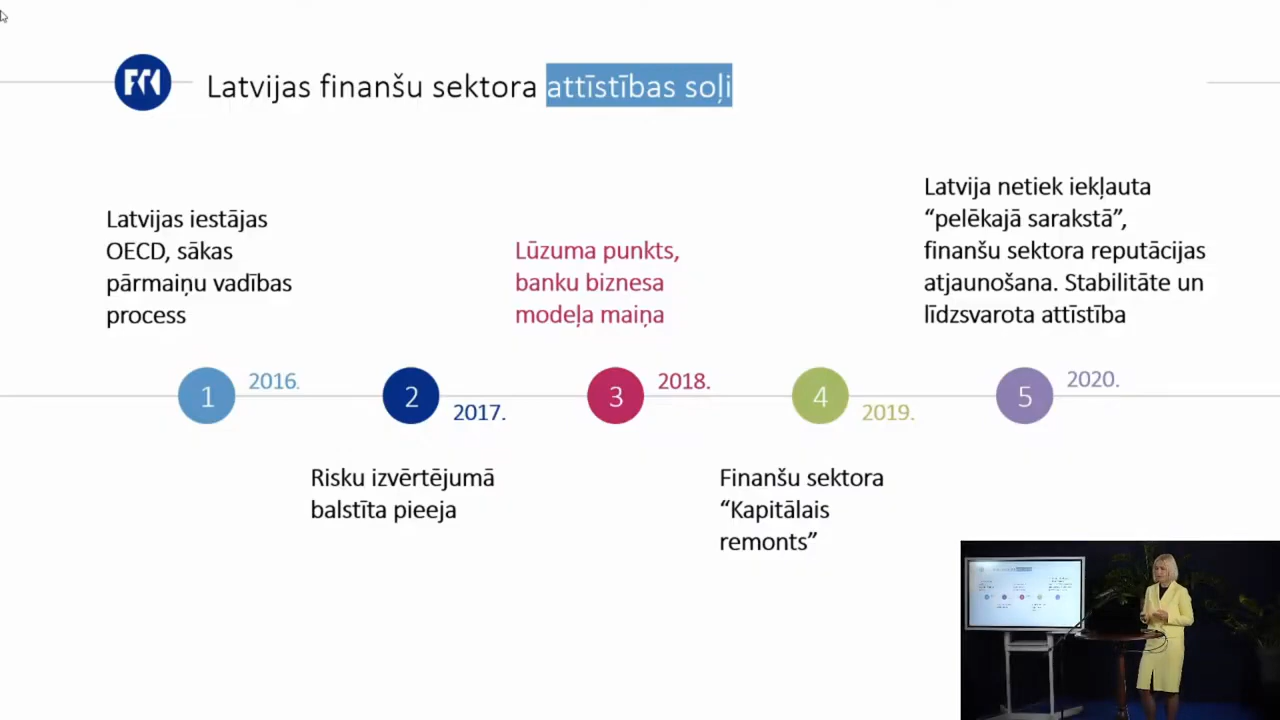 Latvijas finanšu sektora attīstības soļi
Latvijas iestājas
OECD, sākas
pārmaiņu vadības
process
1
2016.
2
2017.
Risku izvērtējumā
balstīta pieeja
Lūzuma punkts,
banku biznesa
modeļa maiņa
3
2018.
4
2019.
Finanšu sektora
“Kapitālais
remonts”
Latvija netiek iekļauta
“pelēkajā sarakstā”,
finanšu sektora reputācijas
atjaunošana. Stabilitāte un
līdzsvarota attīstība
5
2020.